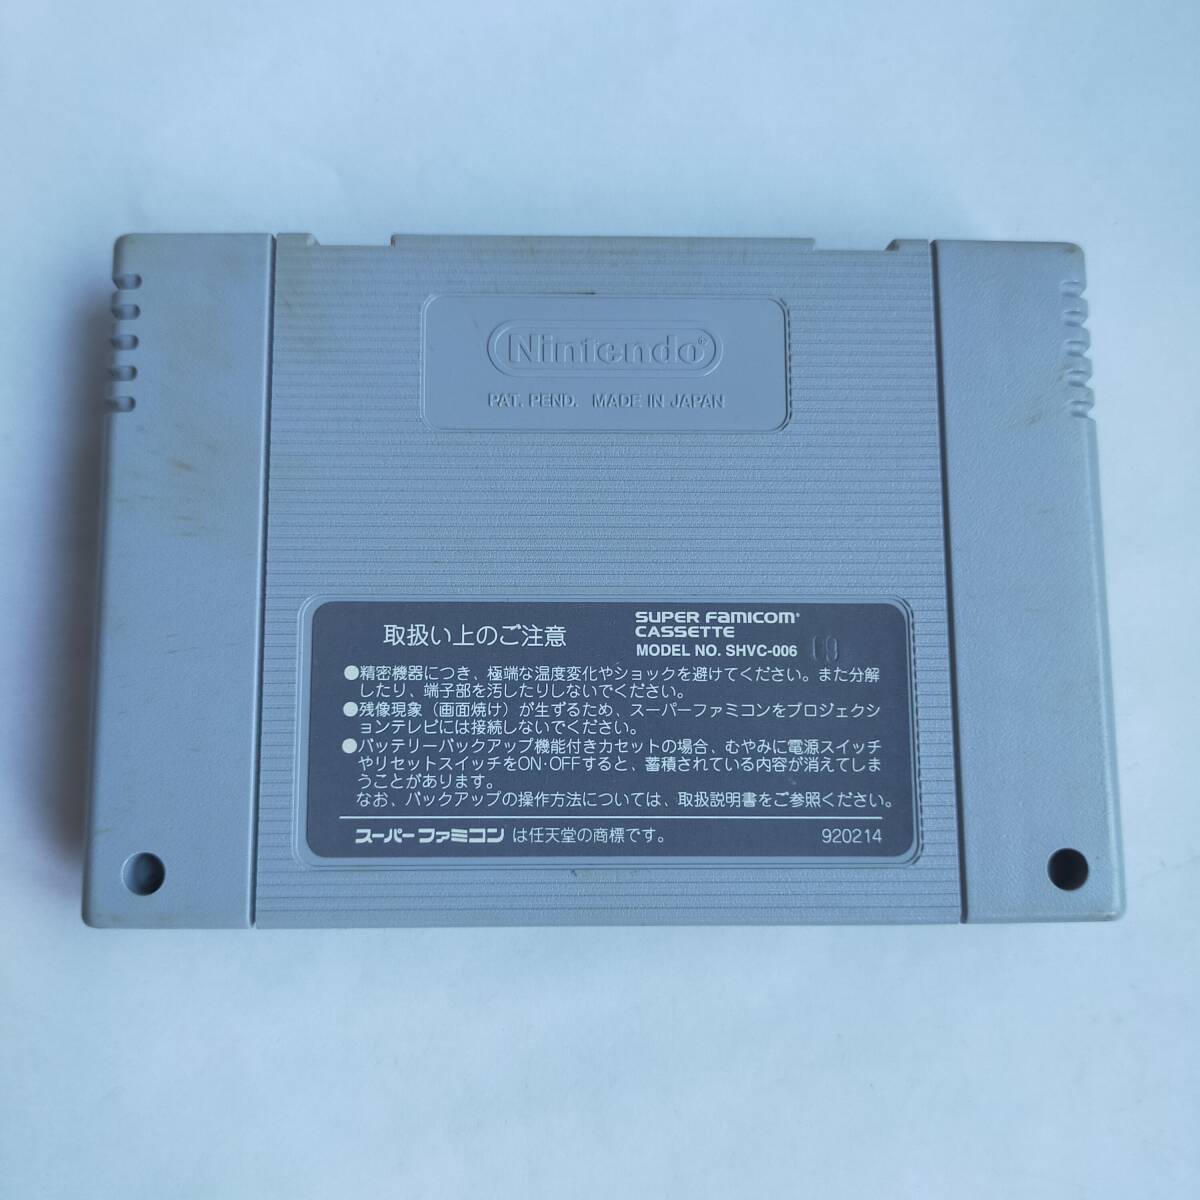 Nintendo®
PAT. PEND. MADE IN JAPAN
取扱い上のご注意
SUPER FAMICOM®
CASSETTE
MODEL NO. SHVC-006
●精密機器につき、極端な温度変化やショックを避けてください。また分解
したり、端子部を汚したりしないでください。
●残像現象（画面焼け）が生ずるため、スーパーファミコンをプロジェクシ
ョンテレビには接続しないでください。
●バッテリーバックアップ機能付きカセットの場合、むやみに電源スイッチ
やリセットスイッチをON・OFFすると、蓄積されている内容が消えてしま
うことがあります。
なお、バックアップの操作方法については、取扱説明書をご参照ください。
スーパーファミコン は任天堂の商標です。 920214